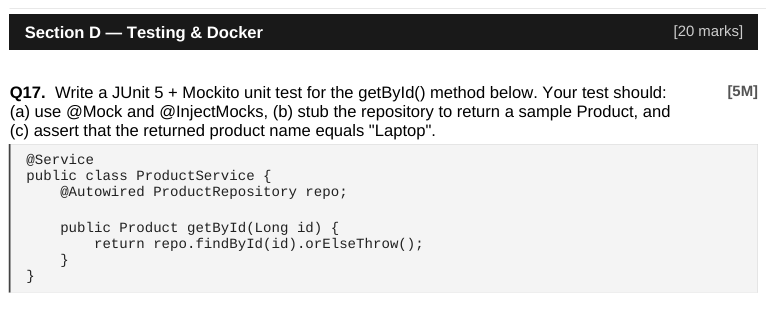 Section D — Testing & Docker [20 marks]
Q17. Write a JUnit 5 + Mockito unit test for the getById() method below. Your test should: [5M]
(a) use @Mock and @InjectMocks, (b) stub the repository to return a sample Product, and
(c) assert that the returned product name equals "Laptop".
@Service
public class ProductService {
    @Autowired ProductRepository repo;
    public Product getById(Long id) {
        return repo.findById(id).orElseThrow();
    }
}